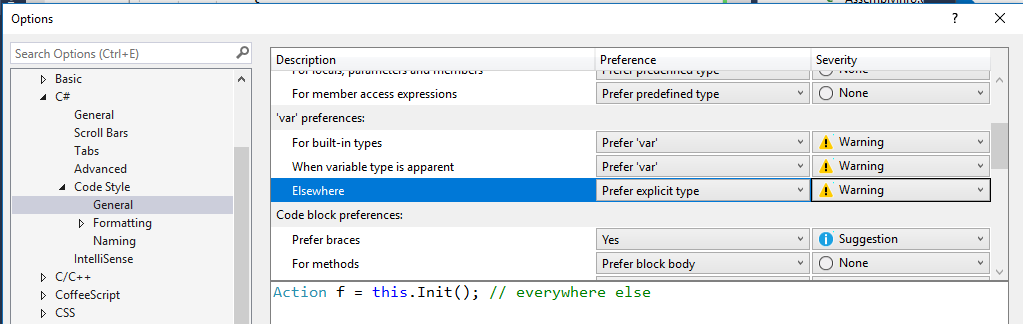 AssemblyInfo.
Options
?
Search Options (Ctrl+E)
Basic
C#
General
Scroll Bars
Tabs
Advanced
Code Style
General
Formatting
Naming
IntelliSense
C/C++
CoffeeScript
CSS
Description Preference Severity
For locals, parameters and members Prefer predefined type None
For member access expressions Prefer predefined type None
'var' preferences:
For built-in types Prefer 'var' Warning
When variable type is apparent Prefer 'var' Warning
Elsewhere Prefer explicit type Warning
Code block preferences:
Prefer braces Yes Suggestion
For methods Prefer block body None
Action f = this.Init(); // everywhere else